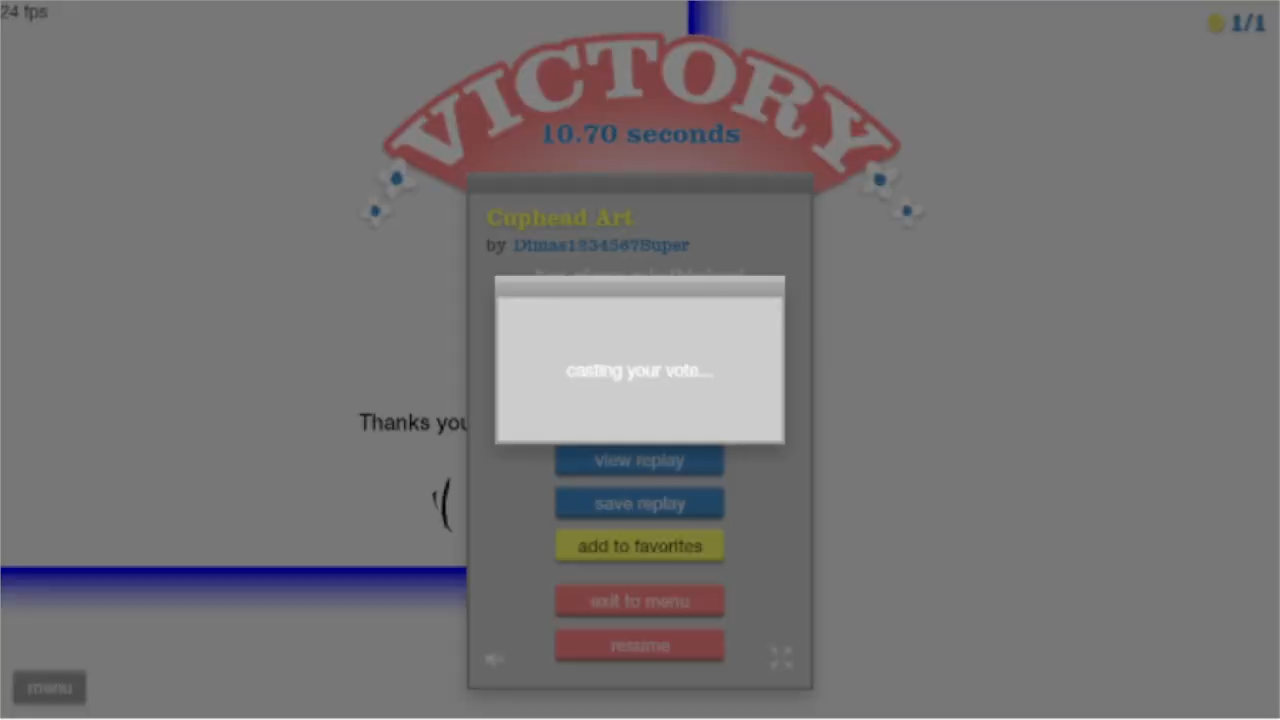 24 fps
1/1
VICTORY
10.70 seconds
Cuphead Art
by Dimas1234567Super
casting your vote...
Thanks you
view replay
save replay
add to favorites
exit to menu
resume
menu